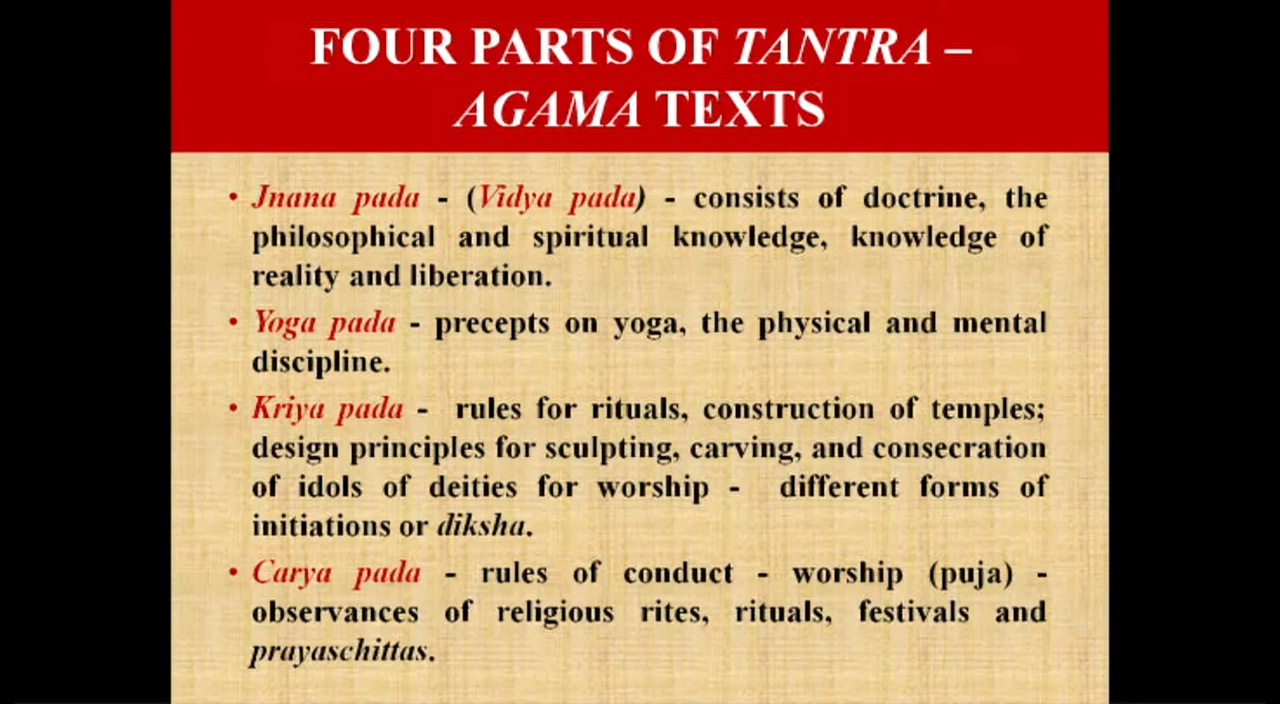 FOUR PARTS OF TANTRA –
AGAMA TEXTS
• Jnana pada - (Vidya pada) - consists of doctrine, the
philosophical and spiritual knowledge, knowledge of
reality and liberation.
• Yoga pada - precepts on yoga, the physical and mental
discipline.
• Kriya pada - rules for rituals, construction of temples;
design principles for sculpting, carving, and consecration
of idols of deities for worship - different forms of
initiations or diksha.
• Carya pada - rules of conduct - worship (puja) -
observances of religious rites, rituals, festivals and
prayaschittas.